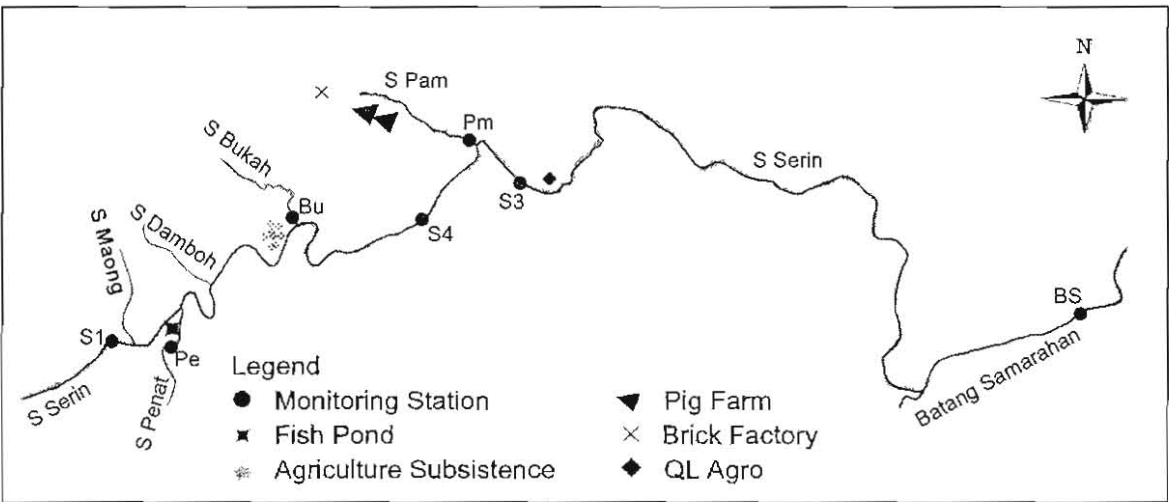 N
S Pam
Pm
S Bukah
S Serin
S3
Bu
S Damboh
S4
S Maong
BS
S1
Pe
Batang Samarahan
S Serin
S Penat
Legend
Monitoring Station
Fish Pond
Agriculture Subsistence
Pig Farm
Brick Factory
QL Agro